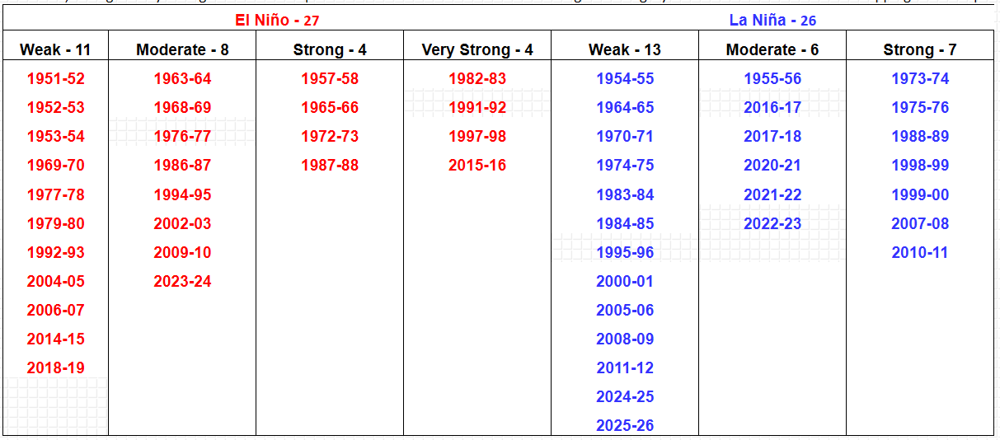 El Niño - 27 La Niña - 26
Weak - 11 Moderate - 8 Strong - 4 Very Strong - 4 Weak - 13 Moderate - 6 Strong - 7
1951-52 1963-64 1957-58 1982-83 1954-55 1955-56 1973-74
1952-53 1968-69 1965-66 1991-92 1964-65 2016-17 1975-76
1953-54 1976-77 1972-73 1997-98 1970-71 2017-18 1988-89
1969-70 1986-87 1987-88 2015-16 1974-75 2020-21 1998-99
1977-78 1994-95 1983-84 2021-22 1999-00
1979-80 2002-03 1984-85 2022-23 2007-08
1992-93 2009-10 1995-96 2010-11
2004-05 2023-24 2000-01
2006-07 2005-06
2014-15 2008-09
2018-19 2011-12
2024-25
2025-26